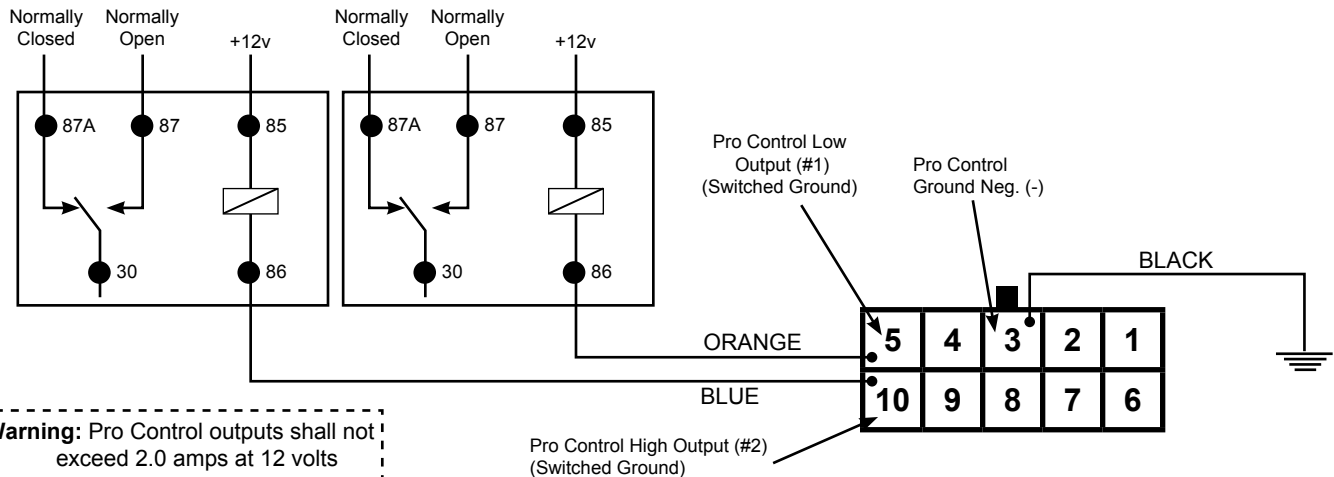 Normally Closed
Normally Open
+12v
Normally Closed
Normally Open
+12v
87A
87
85
87A
87
85
30
86
30
86
Pro Control Low
Output (#1)
(Switched Ground)
Pro Control
Ground Neg. (-)
BLACK
ORANGE
BLUE
5 4 3 2 1
10 9 8 7 6
Warning: Pro Control outputs shall not
exceed 2.0 amps at 12 volts
Pro Control High Output (#2)
(Switched Ground)